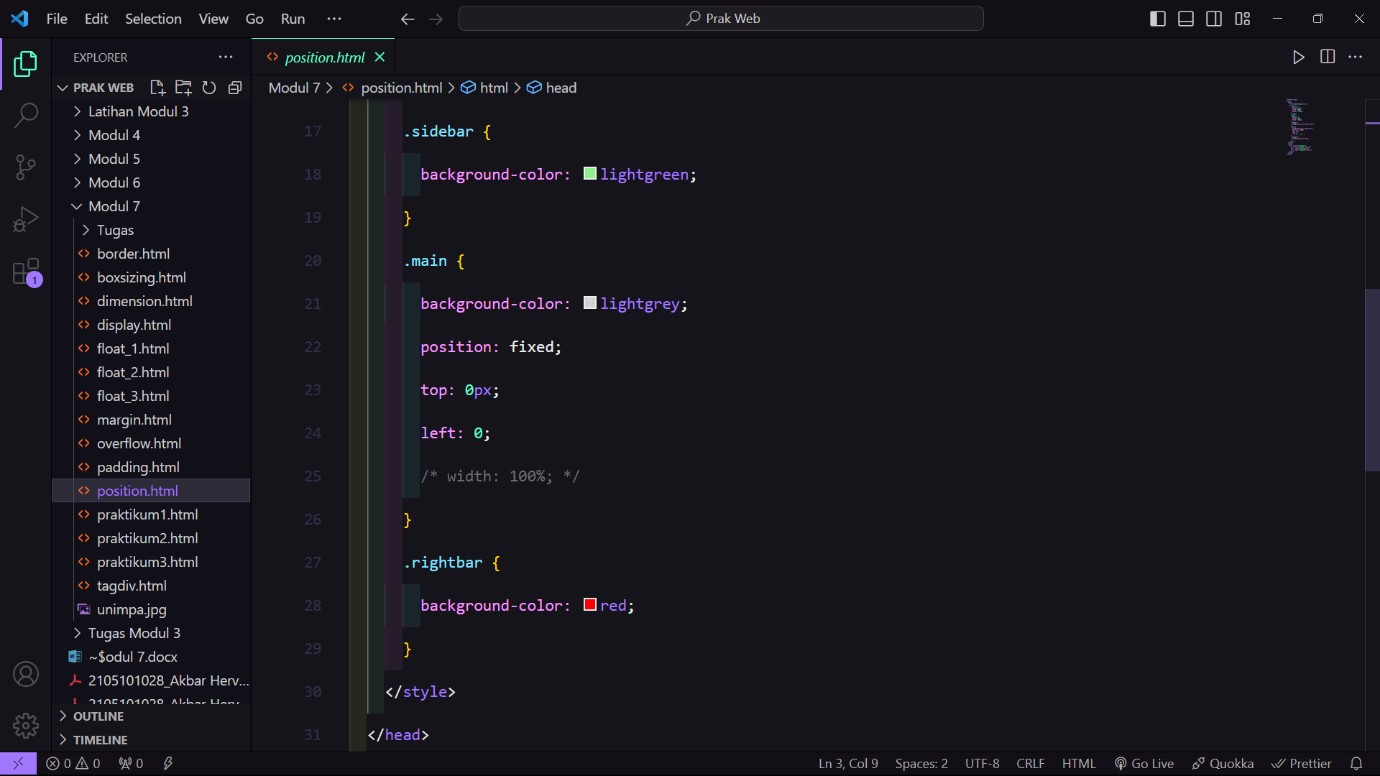 File Edit Selection View Go Run ···
Prak Web
EXPLORER ···
position.html
PRAK WEB
Modul 7 > position.html > html > head
Latihan Modul 3
Modul 4
Modul 5
Modul 6
Modul 7
Tugas
border.html
boxsizing.html
dimension.html
display.html
float_1.html
float_2.html
float_3.html
margin.html
overflow.html
padding.html
position.html
praktikum1.html
praktikum2.html
praktikum3.html
tagdiv.html
unimpa.jpg
Tugas Modul 3
~$odul 7.docx
2105101028_Akbar Herv...
2105101028_Akbar Herv...
OUTLINE
TIMELINE
1
17 .sidebar {
18 background-color: lightgreen;
19 }
20 .main {
21 background-color: lightgrey;
22 position: fixed;
23 top: 0px;
24 left: 0;
25 /* width: 100%; */
26 }
27 .rightbar {
28 background-color: red;
29 }
30 </style>
31 </head>
0 0 0 Ln 3, Col 9 Spaces: 2 UTF-8 CRLF HTML Go Live Quokka Prettier